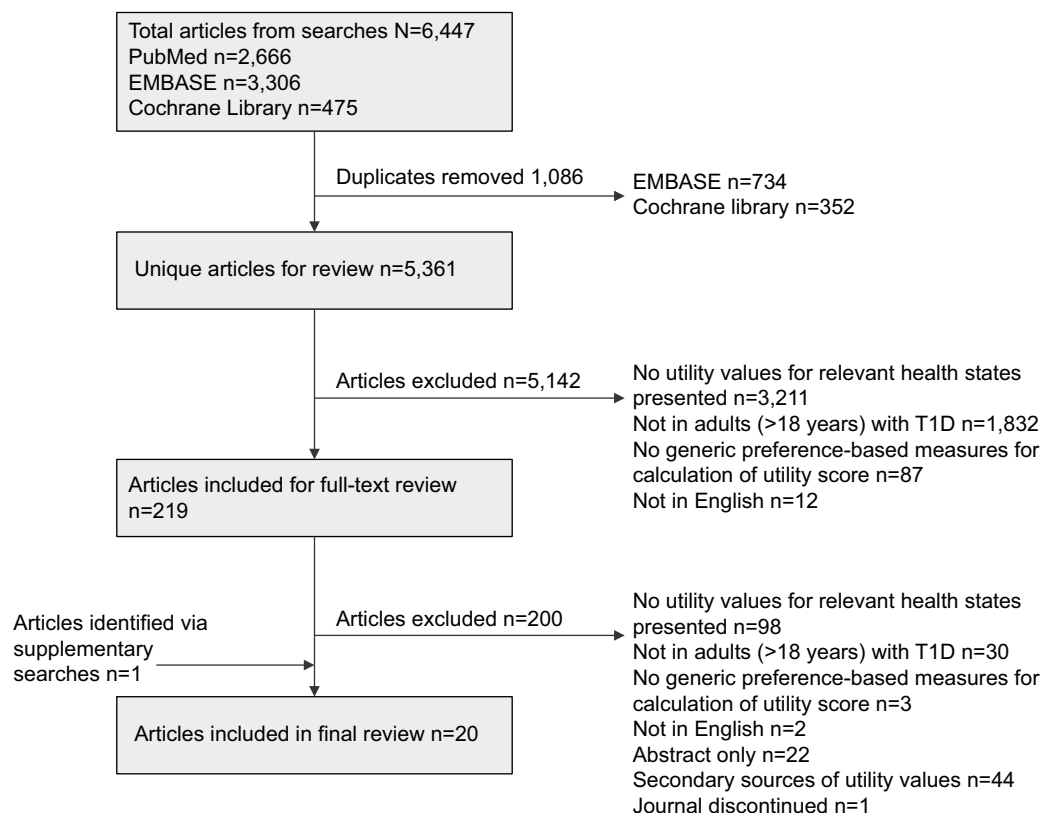 Total articles from searches N=6,447
PubMed n=2,666
EMBASE n=3,306
Cochrane Library n=475
Duplicates removed 1,086
EMBASE n=734
Cochrane library n=352
Unique articles for review n=5,361
Articles excluded n=5,142
No utility values for relevant health states
presented n=3,211
Not in adults (>18 years) with T1D n=1,832
No generic preference-based measures for
calculation of utility score n=87
Not in English n=12
Articles included for full-text review
n=219
Articles identified via
supplementary
searches n=1
Articles excluded n=200
No utility values for relevant health states
presented n=98
Not in adults (>18 years) with T1D n=30
No generic preference-based measures for
calculation of utility score n=3
Not in English n=2
Abstract only n=22
Secondary sources of utility values n=44
Journal discontinued n=1
Articles included in final review n=20